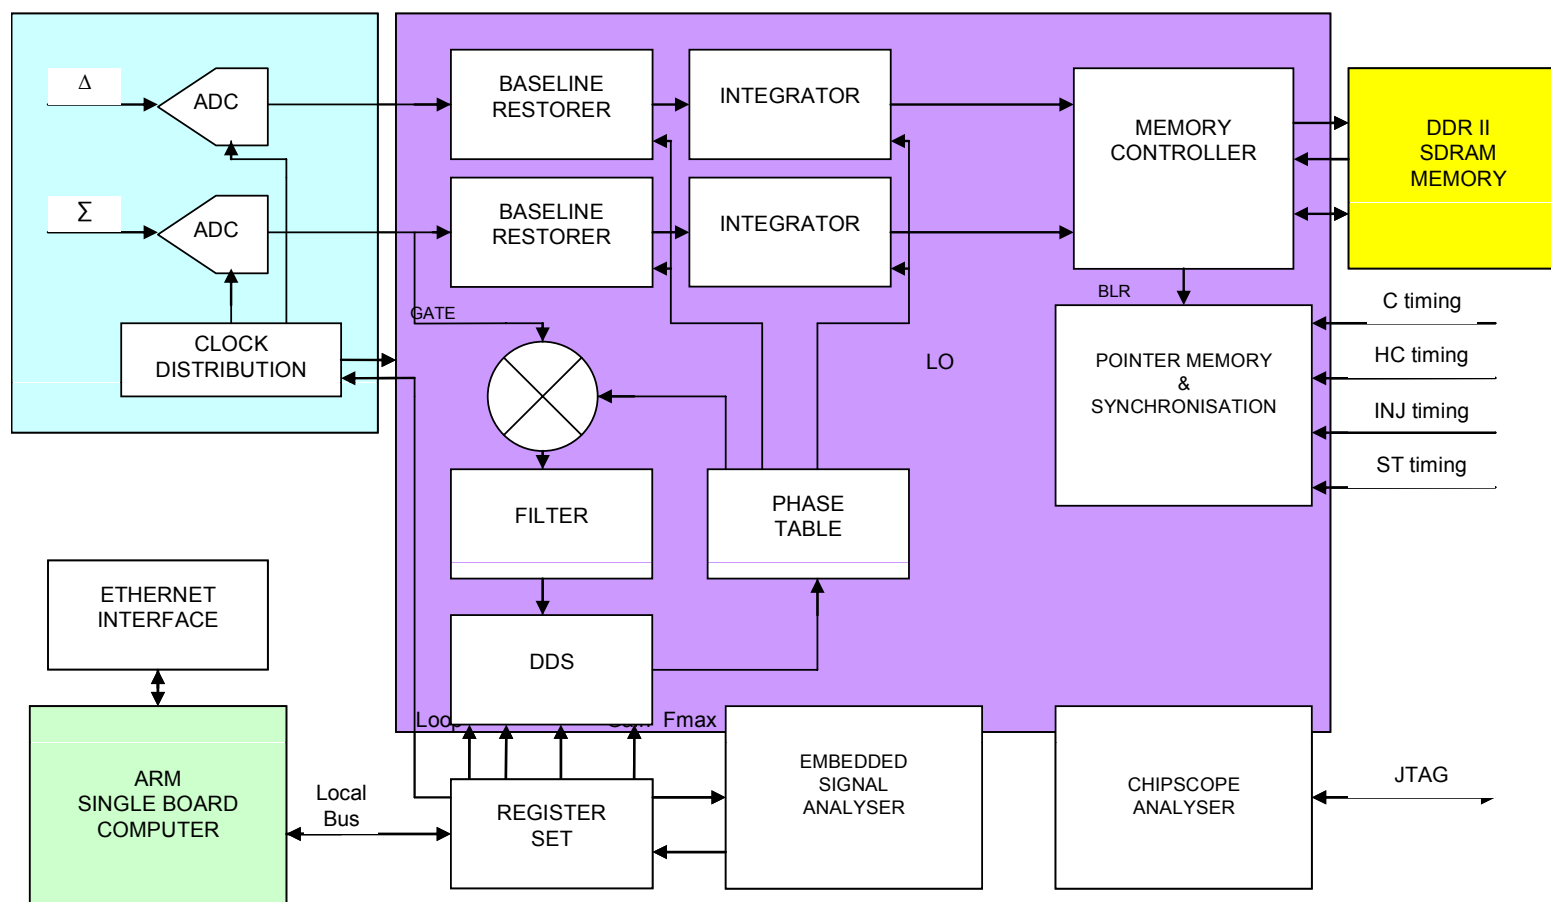 Δ
ADC
BASELINE
RESTORER
INTEGRATOR
MEMORY
CONTROLLER
DDR II
SDRAM
MEMORY
Σ
ADC
BASELINE
RESTORER
INTEGRATOR
BLR
C timing
GATE
CLOCK
DISTRIBUTION
LO
POINTER MEMORY
&
SYNCHRONISATION
HC timing
INJ timing
ST timing
FILTER
PHASE
TABLE
ETHERNET
INTERFACE
DDS
Loop
Fmax
ARM
SINGLE BOARD
COMPUTER
Local
Bus
REGISTER
SET
EMBEDDED
SIGNAL
ANALYSER
CHIPSCOPE
ANALYSER
JTAG